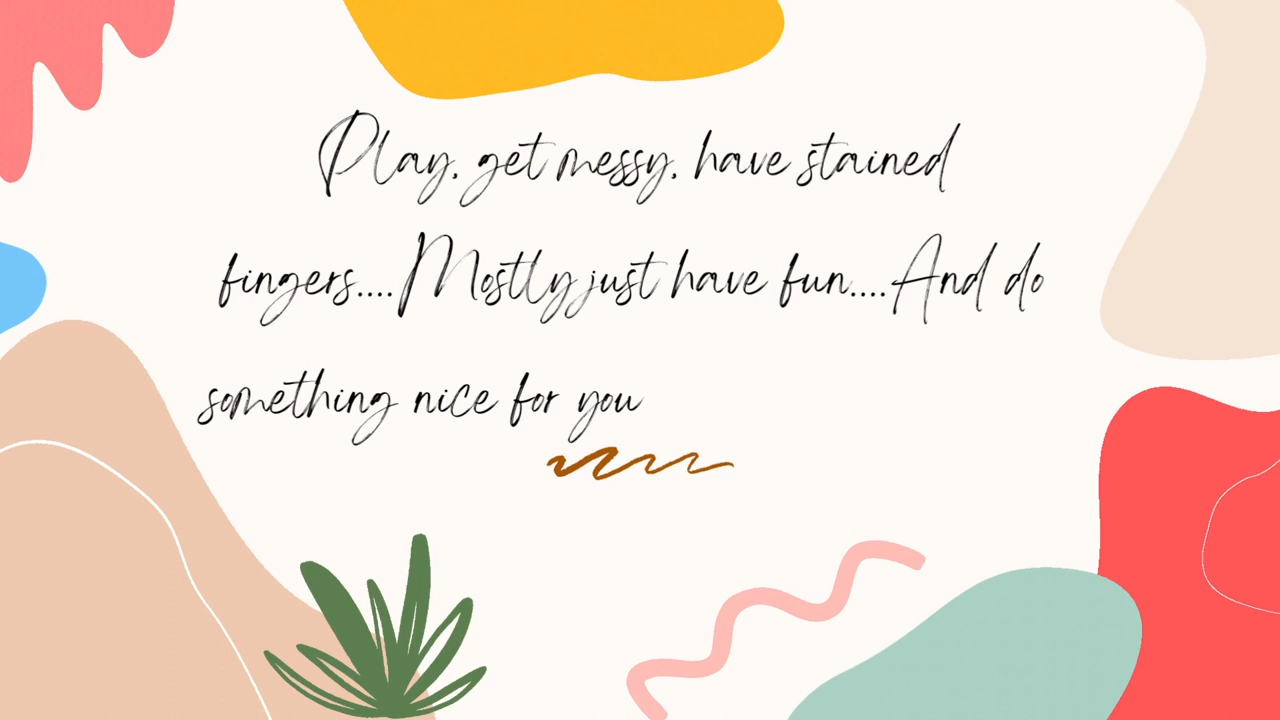 Play, get messy, have stained
fingers....Mostly just have fun....And do
something nice for you